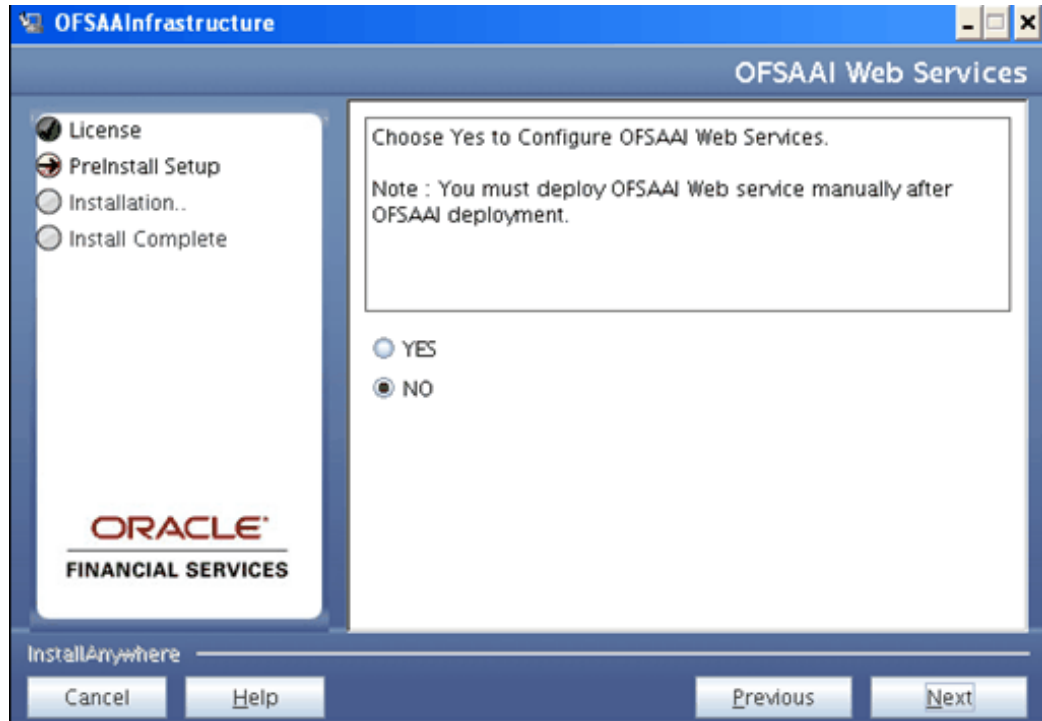 OFSAAInfrastructure
OFSAAI Web Services
License
PreInstall Setup
Installation..
Install Complete
Choose Yes to Configure OFSAAI Web Services.
Note : You must deploy OFSAAI Web service manually after
OFSAAI deployment.
YES
NO
ORACLE
FINANCIAL SERVICES
InstallAnywhere
Cancel
Help
Previous
Next